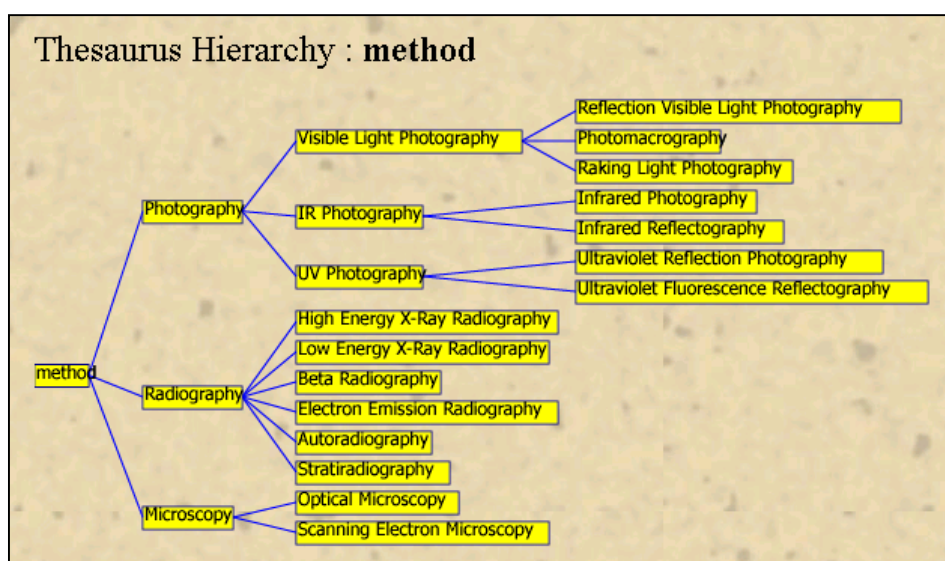 Thesaurus Hierarchy : method
Reflection Visible Light Photography
Visible Light Photography
Photomacrography
Raking Light Photography
Infrared Photography
Photography
IR Photography
Infrared Reflectography
Ultraviolet Reflection Photography
UV Photography
Ultraviolet Fluorescence Reflectography
High Energy X-Ray Radiography
Low Energy X-Ray Radiography
method
Beta Radiography
Radiography
Electron Emission Radiography
Autoradiography
Stratiradiography
Optical Microscopy
Microscopy
Scanning Electron Microscopy